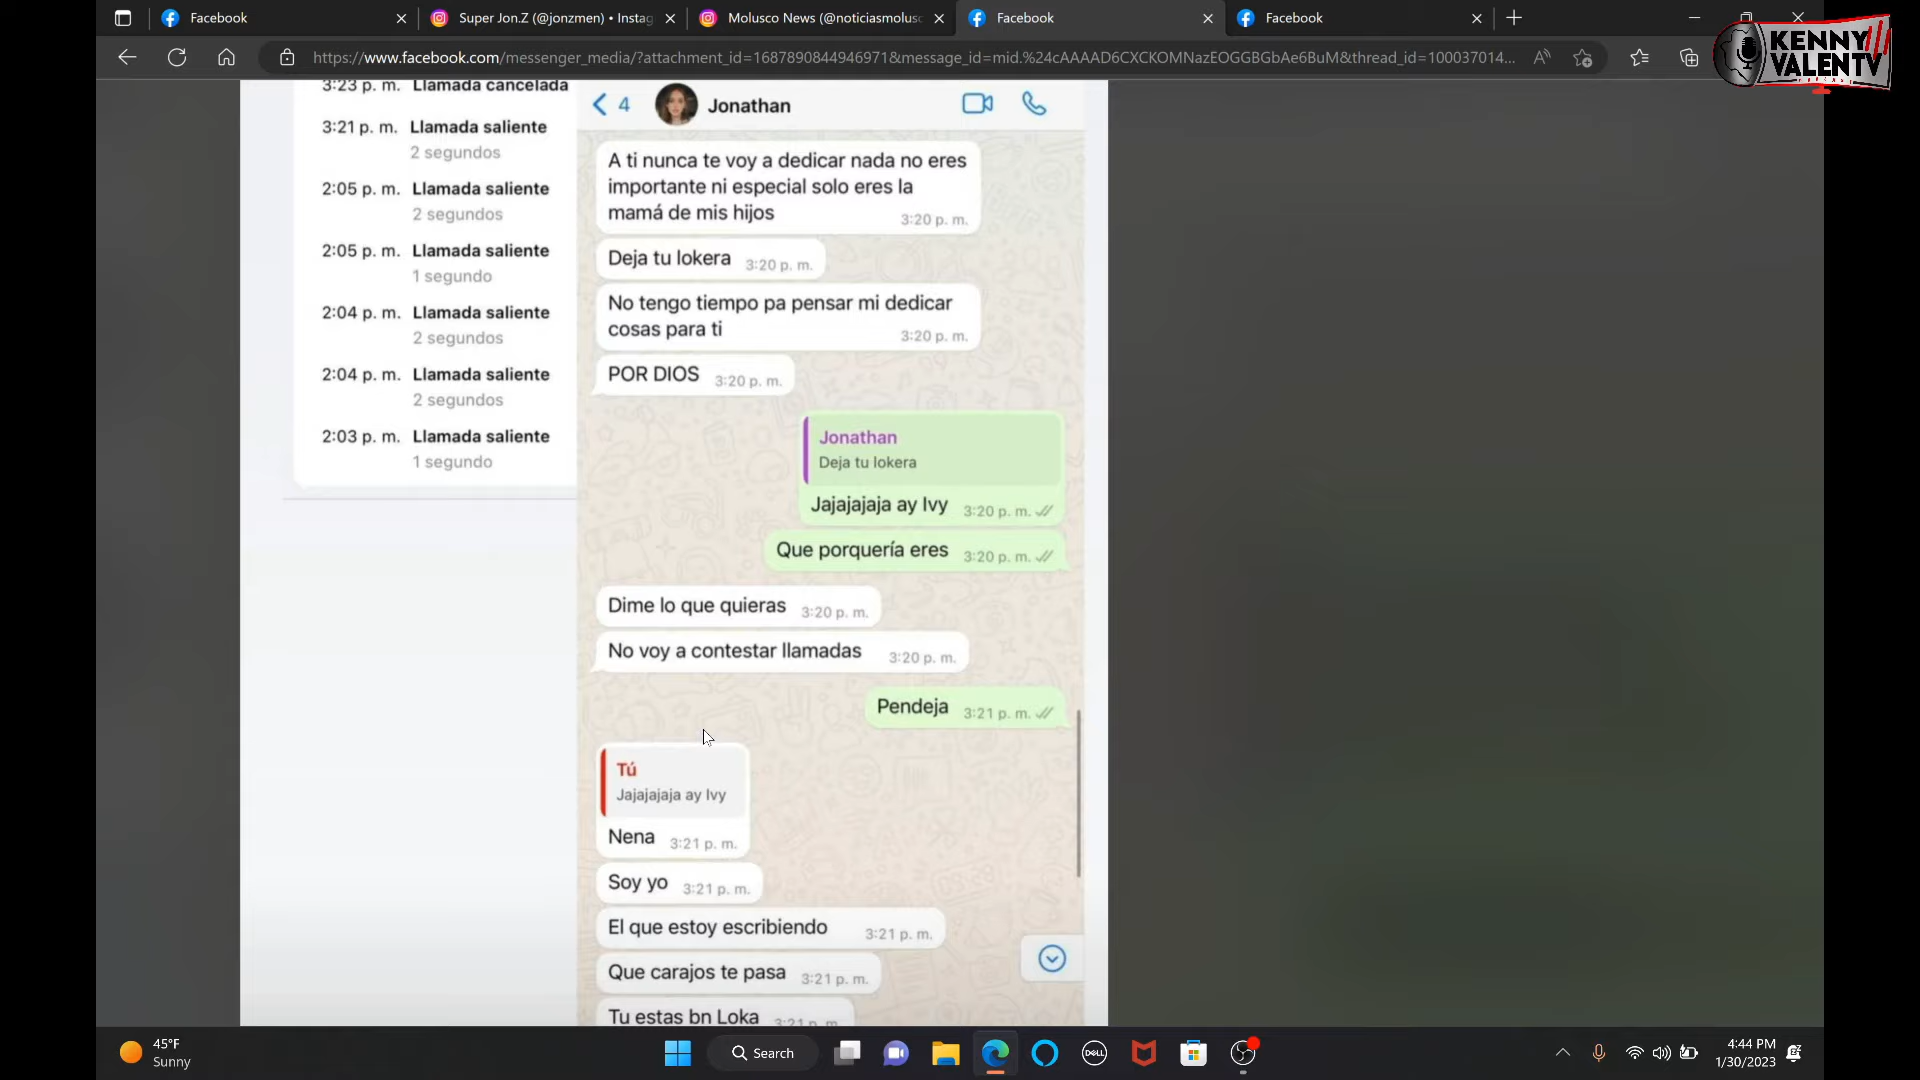 Facebook
Super Jon.Z (@jonzmen) • Instag
Molusco News (@noticiasmolusc
Facebook
Facebook
https://www.facebook.com/messenger_media/?attachment_id=1687890844946971&message_id=mid.%24cAAAAD6CXCKOMNazEOGGBGbAe6BuM&thread_id=100037014...
KENNY
VALENTV
3:23 p. m. Llamada cancelada
3:21 p. m. Llamada saliente
2 segundos
2:05 p. m. Llamada saliente
2 segundos
2:05 p. m. Llamada saliente
1 segundo
2:04 p. m. Llamada saliente
2 segundos
2:04 p. m. Llamada saliente
2 segundos
2:03 p. m. Llamada saliente
1 segundo
4 Jonathan
A ti nunca te voy a dedicar nada no eres
importante ni especial solo eres la
mamá de mis hijos 3:20 p. m.
Deja tu lokera 3:20 p. m.
No tengo tiempo pa pensar mi dedicar
cosas para ti 3:20 p. m.
POR DIOS 3:20 p. m.
Jonathan
Deja tu lokera
Jajajajaja ay Ivy 3:20 p. m.
Que porquería eres 3:20 p. m.
Dime lo que quieras 3:20 p. m.
No voy a contestar llamadas 3:20 p. m.
Pendeja 3:21 p. m.
Tú
Jajajajaja ay Ivy
Nena 3:21 p. m.
Soy yo 3:21 p. m.
El que estoy escribiendo 3:21 p. m.
Que carajos te pasa 3:21 p. m.
Tu estas bn Loka 3:21 p. m.
45°F
Sunny
Search
DELL
4:44 PM
1/30/2023